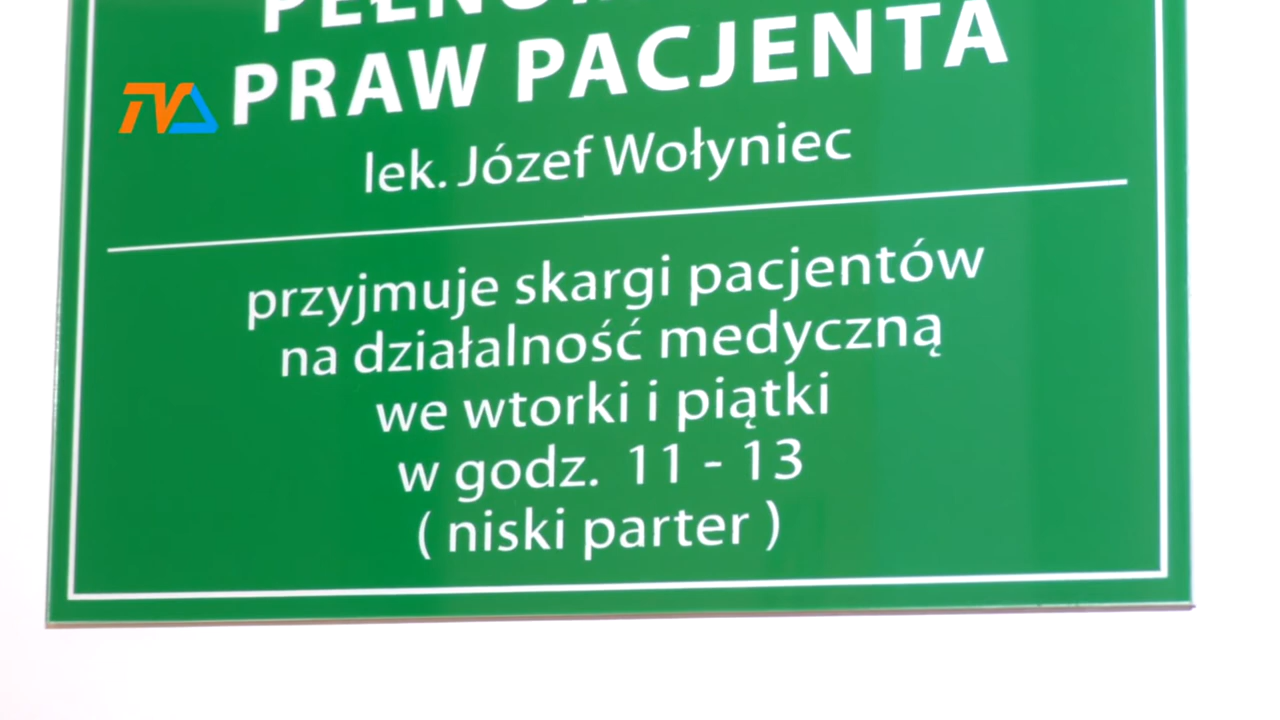 PRAW PACJENTA
lek. Józef Wołyniec
przyjmuje skargi pacjentów
na działalność medyczną
we wtorki i piątki
w godz. 11 - 13
( niski parter )